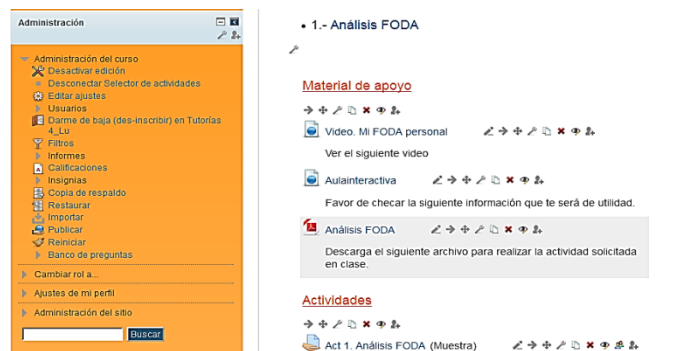 Administración
Administración del curso
Desactivar edición
Desconectar Selector de actividades
Editar ajustes
Usuarios
Darme de baja (des-inscribir) en Tutorías
4_Lu
Filtros
Informes
Calificaciones
Insignias
Copia de respaldo
Restaurar
Importar
Publicar
Reiniciar
Banco de preguntas
Cambiar rol a...
Ajustes de mi perfil
Administración del sitio
Buscar
1.- Análisis FODA
Material de apoyo
Video. Mi FODA personal
Ver el siguiente video
Aulainteractiva
Favor de checar la siguiente información que te será de utilidad.
Análisis FODA
Descarga el siguiente archivo para realizar la actividad solicitada
en clase.
Actividades
Act 1. Análisis FODA (Muestra)